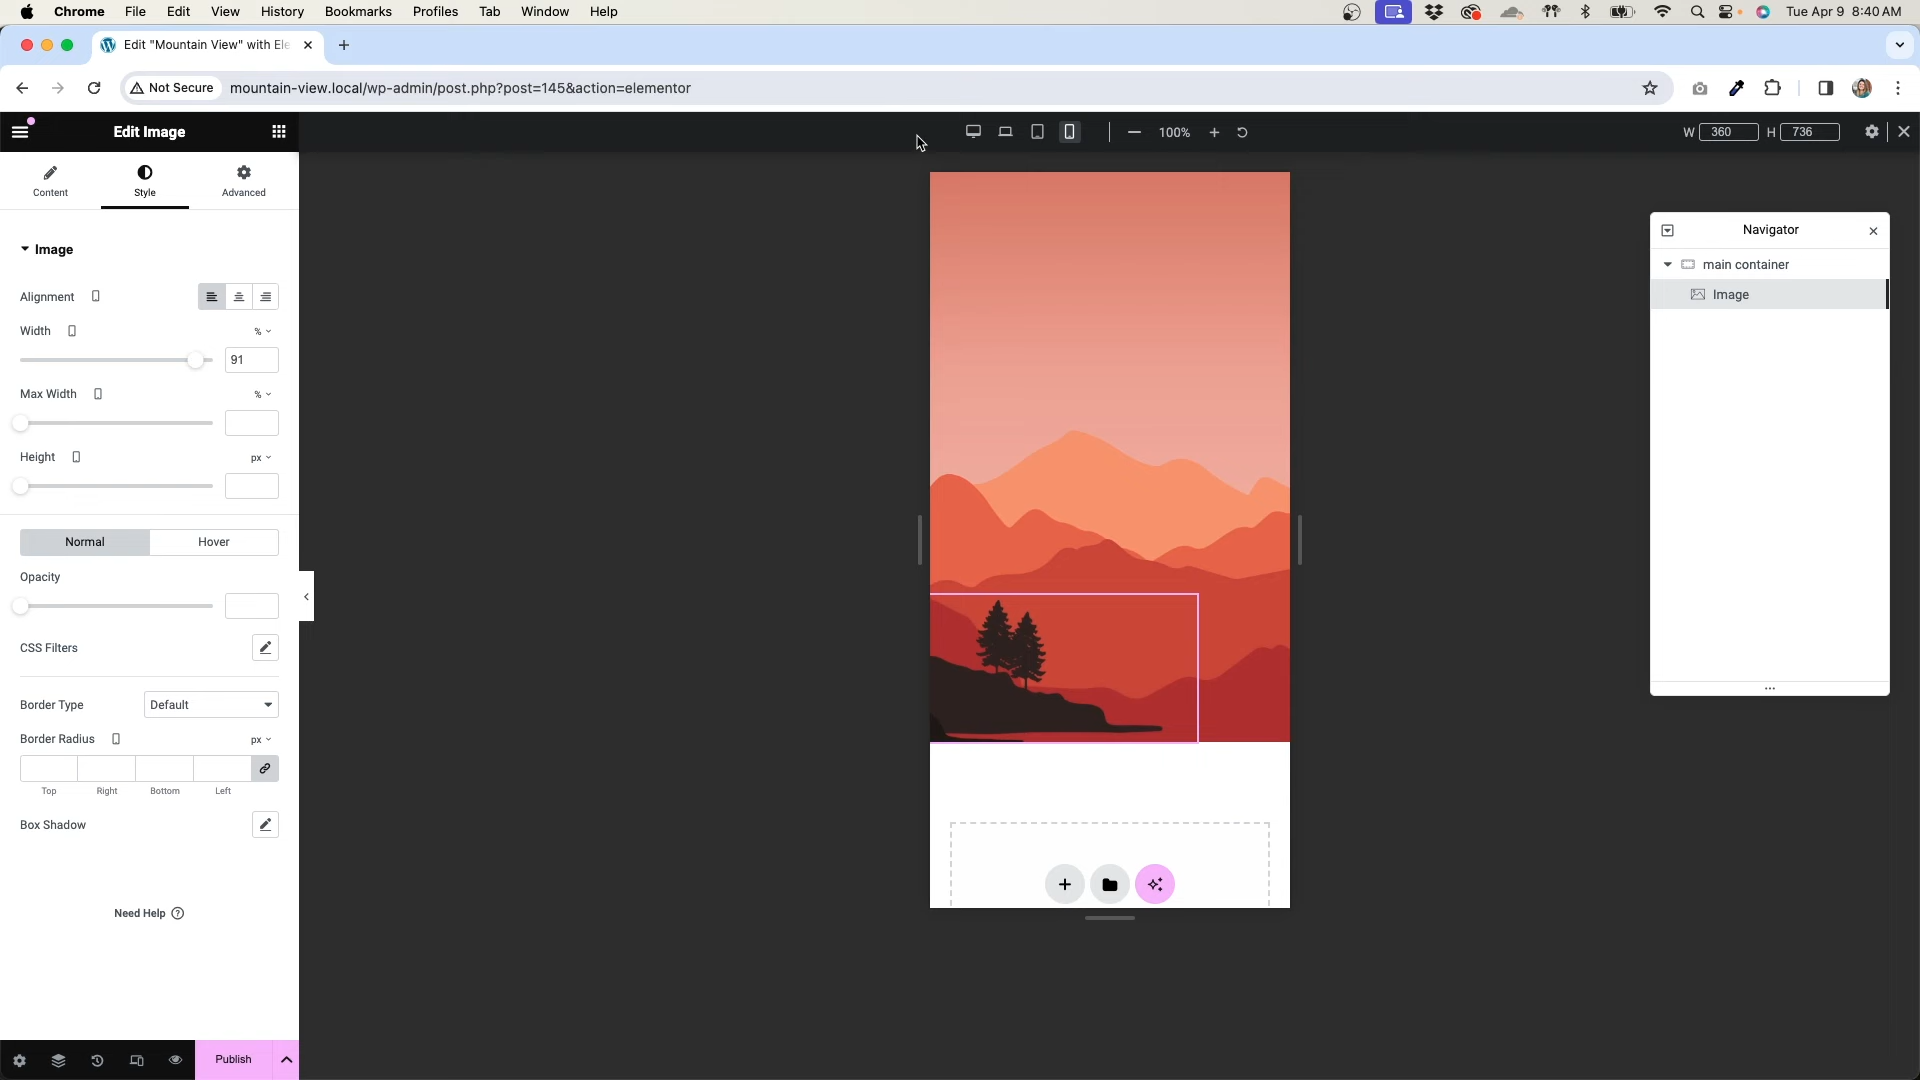 Chrome File Edit View History Bookmarks Profiles Tab Window Help Tue Apr 9 8:40 AM
Edit "Mountain View" with Ele
Not Secure mountain-view.local/wp-admin/post.php?post=145&action=elementor
Edit Image 100% W 360 H 736
Content Style Advanced
Navigator
main container
Image
Image
Alignment
Width %
91
Max Width %
Height px
Normal Hover
Opacity
CSS Filters
Border Type Default
Border Radius px
Top Right Bottom Left
Box Shadow
Need Help ?
Publish